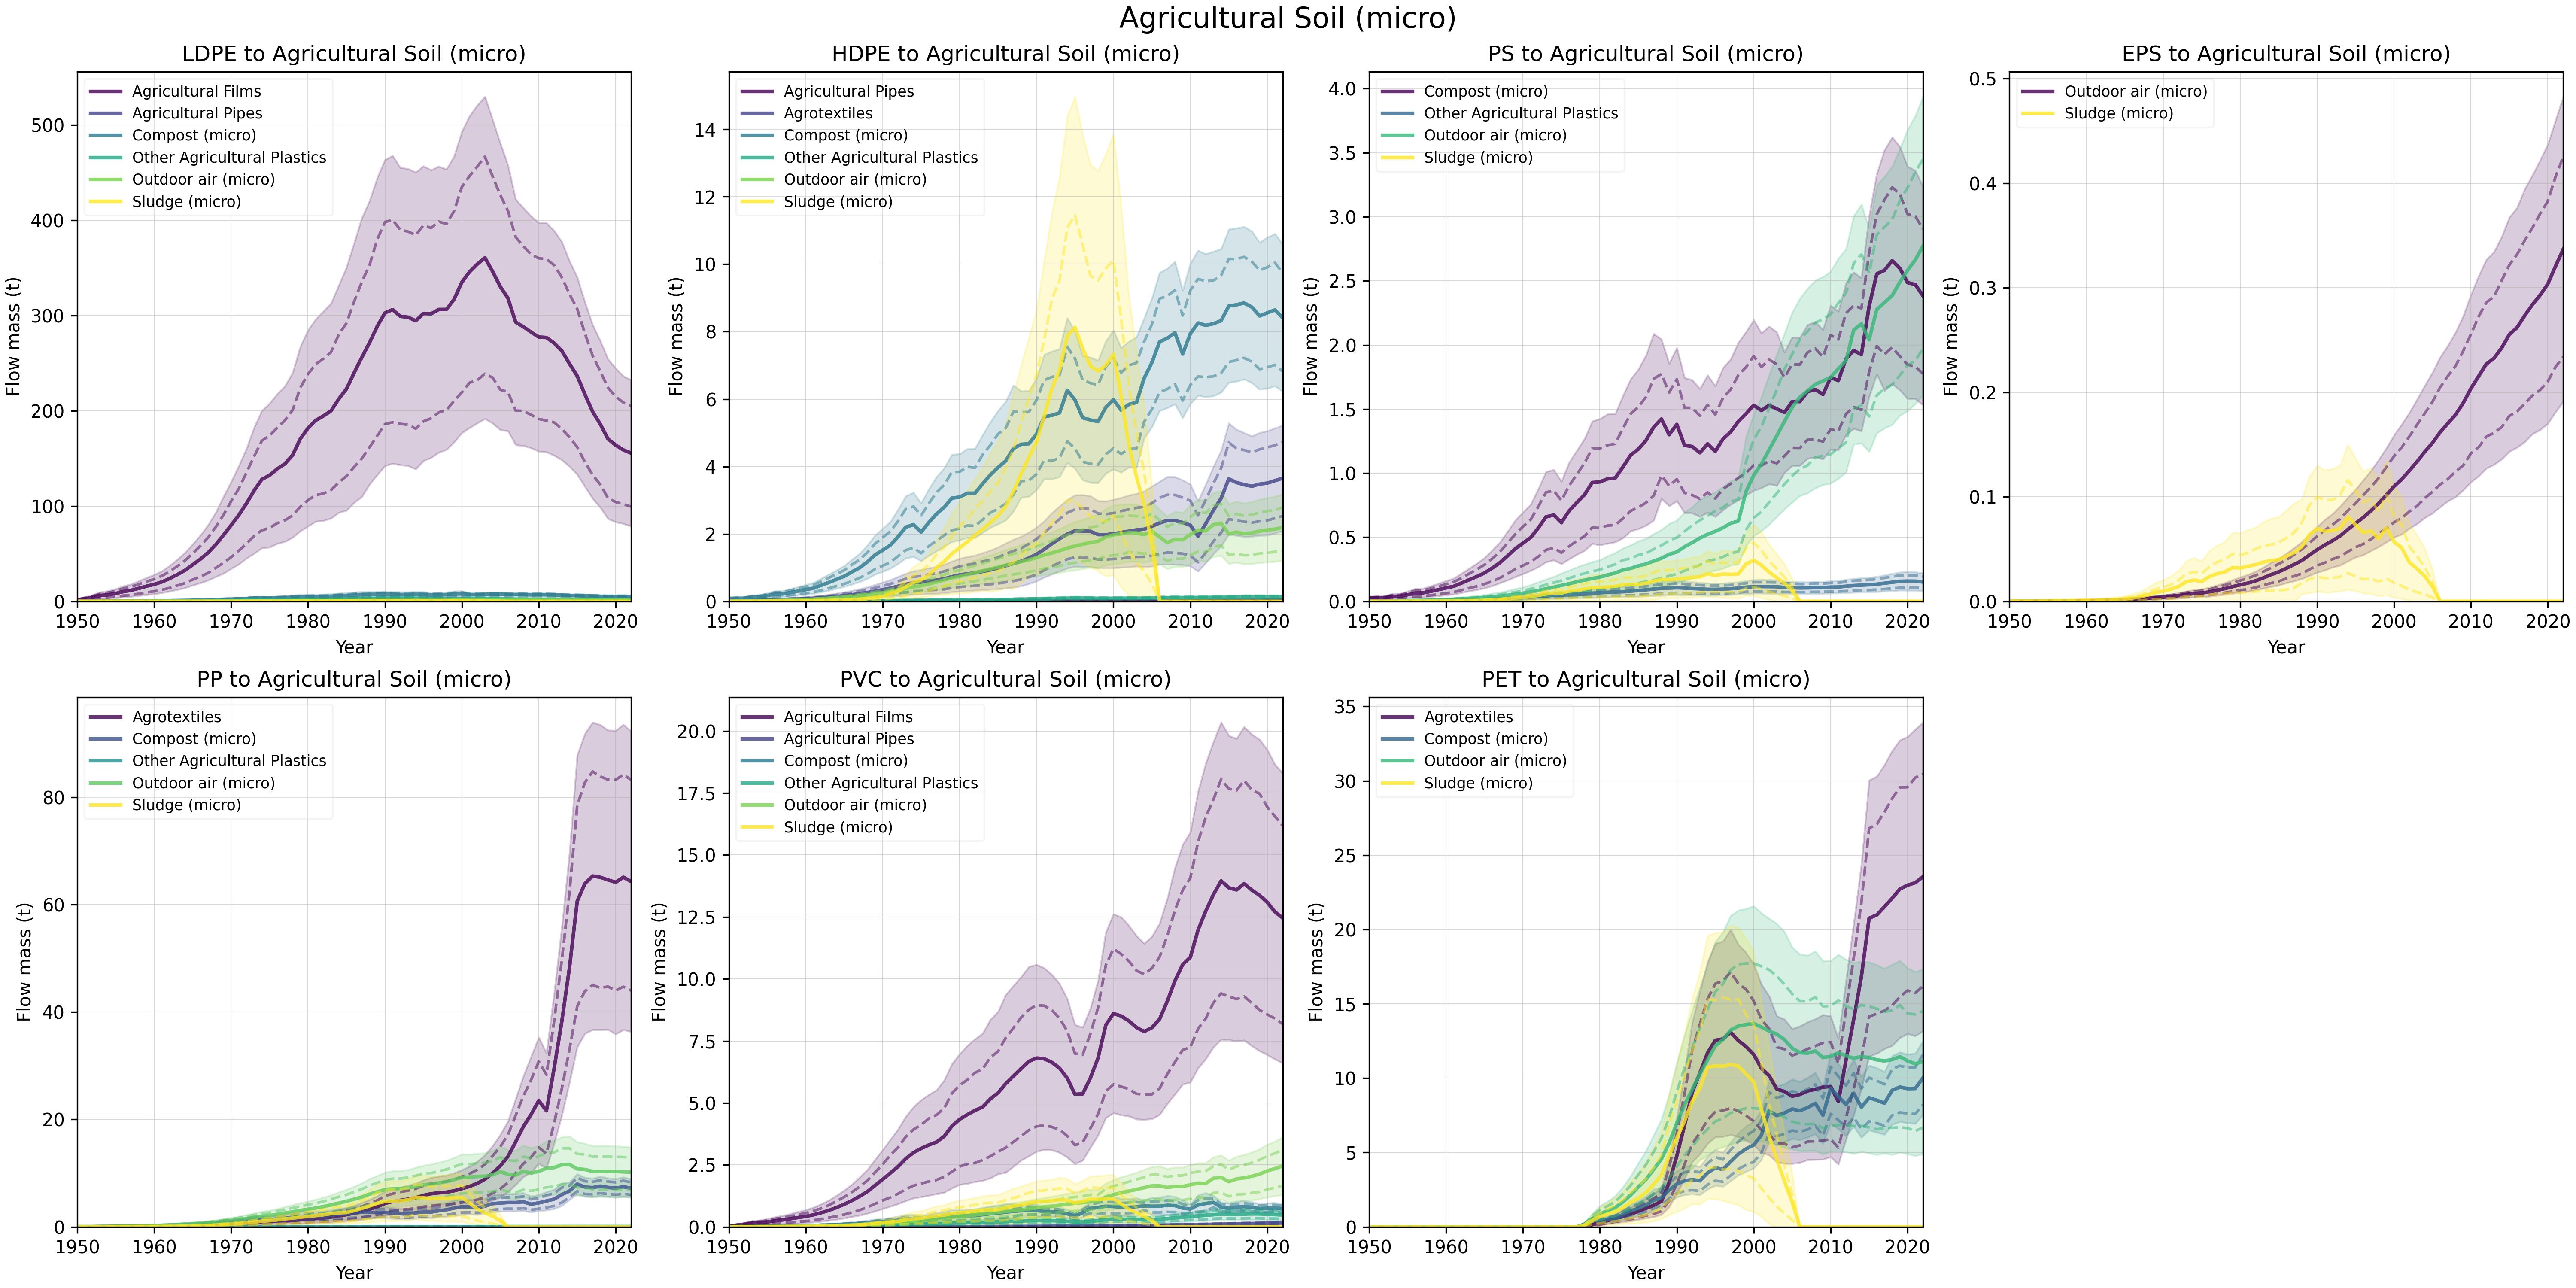 Agricultural Soil (micro)
LDPE to Agricultural Soil (micro)
Agricultural Films
Agricultural Pipes
Compost (micro)
Other Agricultural Plastics
Outdoor air (micro)
Sludge (micro)
500
400
300
200
100
0
Flow mass (t)
1950 1960 1970 1980 1990 2000 2010 2020
Year
HDPE to Agricultural Soil (micro)
Agricultural Pipes
Agrotextiles
Compost (micro)
Other Agricultural Plastics
Outdoor air (micro)
Sludge (micro)
14
12
10
8
6
4
2
0
Flow mass (t)
1950 1960 1970 1980 1990 2000 2010 2020
Year
PS to Agricultural Soil (micro)
Compost (micro)
Other Agricultural Plastics
Outdoor air (micro)
Sludge (micro)
4.0
3.5
3.0
2.5
2.0
1.5
1.0
0.5
0.0
Flow mass (t)
1950 1960 1970 1980 1990 2000 2010 2020
Year
EPS to Agricultural Soil (micro)
Outdoor air (micro)
Sludge (micro)
0.5
0.4
0.3
0.2
0.1
0.0
Flow mass (t)
1950 1960 1970 1980 1990 2000 2010 2020
Year
PP to Agricultural Soil (micro)
Agrotextiles
Compost (micro)
Other Agricultural Plastics
Outdoor air (micro)
Sludge (micro)
80
60
40
20
0
Flow mass (t)
1950 1960 1970 1980 1990 2000 2010 2020
Year
PVC to Agricultural Soil (micro)
Agricultural Films
Agricultural Pipes
Compost (micro)
Other Agricultural Plastics
Outdoor air (micro)
Sludge (micro)
20.0
17.5
15.0
12.5
10.0
7.5
5.0
2.5
0.0
Flow mass (t)
1950 1960 1970 1980 1990 2000 2010 2020
Year
PET to Agricultural Soil (micro)
Agrotextiles
Compost (micro)
Outdoor air (micro)
Sludge (micro)
35
30
25
20
15
10
5
0
Flow mass (t)
1950 1960 1970 1980 1990 2000 2010 2020
Year